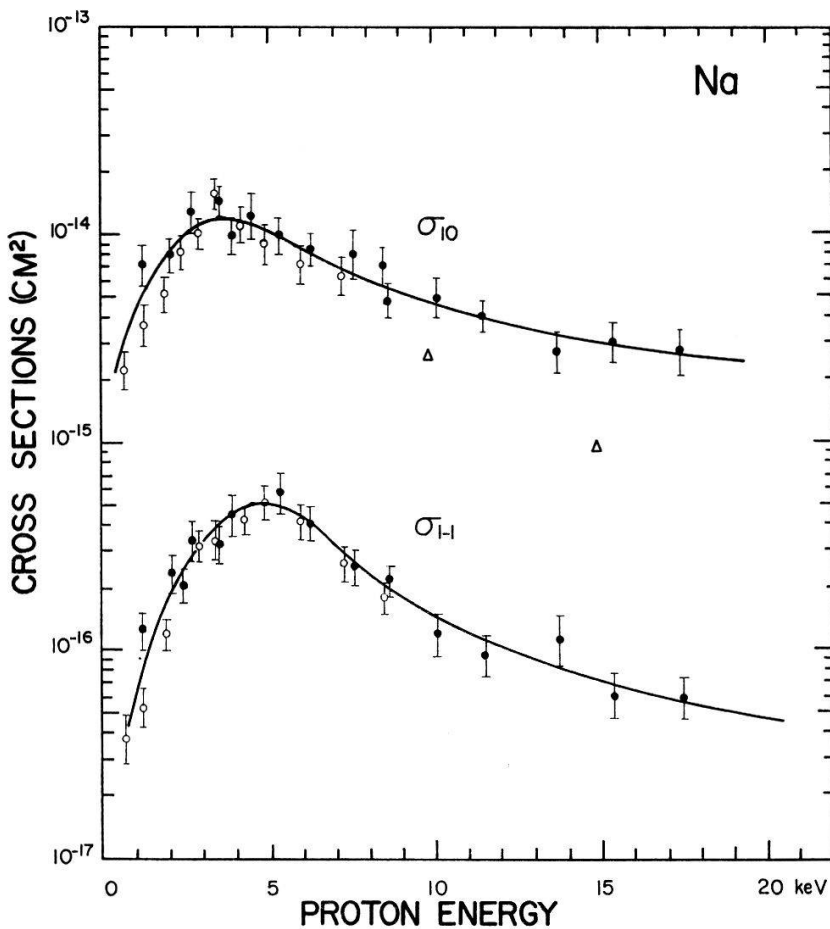 Na
CROSS SECTIONS (CM²)
10⁻¹³
10⁻¹⁴
10⁻¹⁵
10⁻¹⁶
10⁻¹⁷
σ₁₀
σ₁₋₁
0 5 10 15 20 keV
PROTON ENERGY